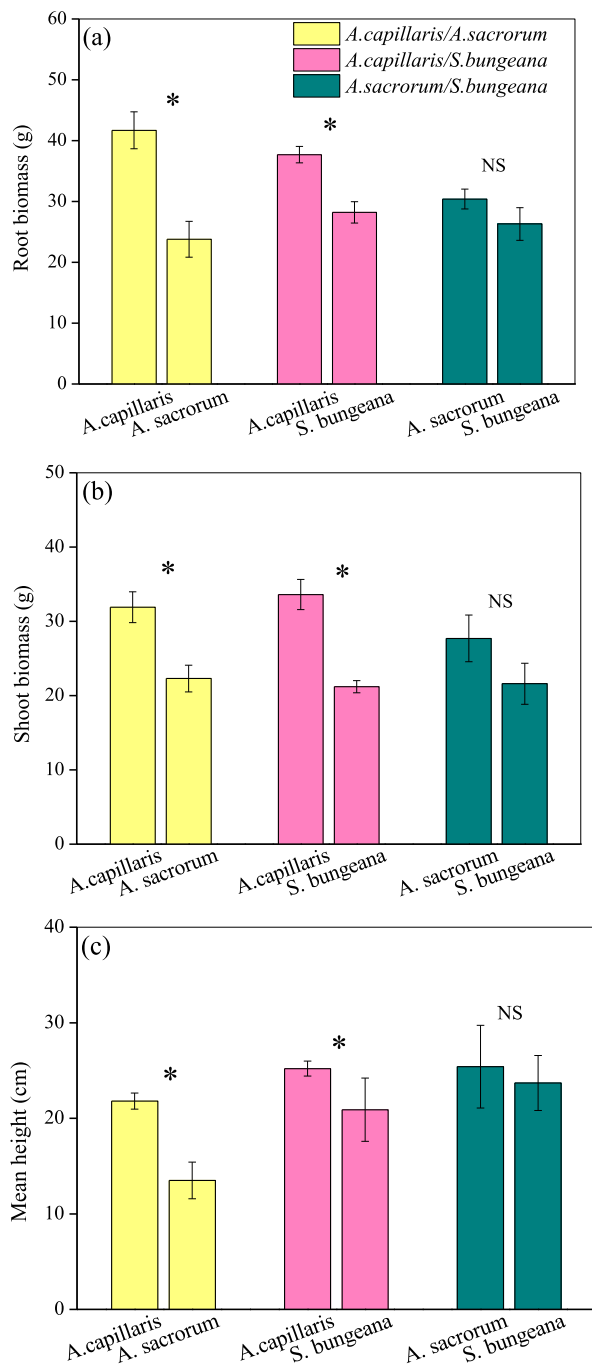 (a)
A.capillaris/A.sacrorum
A.capillaris/S.bungeana
A.sacrorum/S.bungeana
Root biomass (g)
60
50
40
30
20
10
0
*
*
NS
A.capillaris
A. sacrorum
A.capillaris
S. bungeana
A. sacrorum
S. bungeana
(b)
Shoot biomass (g)
50
40
30
20
10
0
*
*
NS
A.capillaris
A. sacrorum
A.capillaris
S. bungeana
A. sacrorum
S. bungeana
(c)
Mean height (cm)
40
30
20
10
0
*
*
NS
A.capillaris
A. sacrorum
A.capillaris
S. bungeana
A. sacrorum
S. bungeana